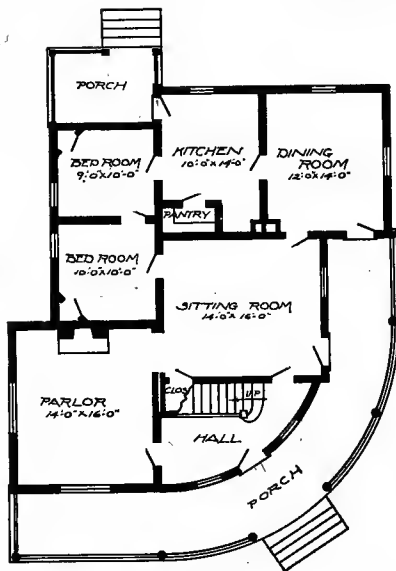 PORCH
KITCHEN
10'0"X14'0"
DINING
ROOM
12'0"X14'0"
BED ROOM
9'0"X10'0"
PANTRY
BED ROOM
10'0"X10'0"
SITTING ROOM
14'0"X16'0"
CLOS
UP
PARLOR
14'0"X16'0"
HALL
PORCH